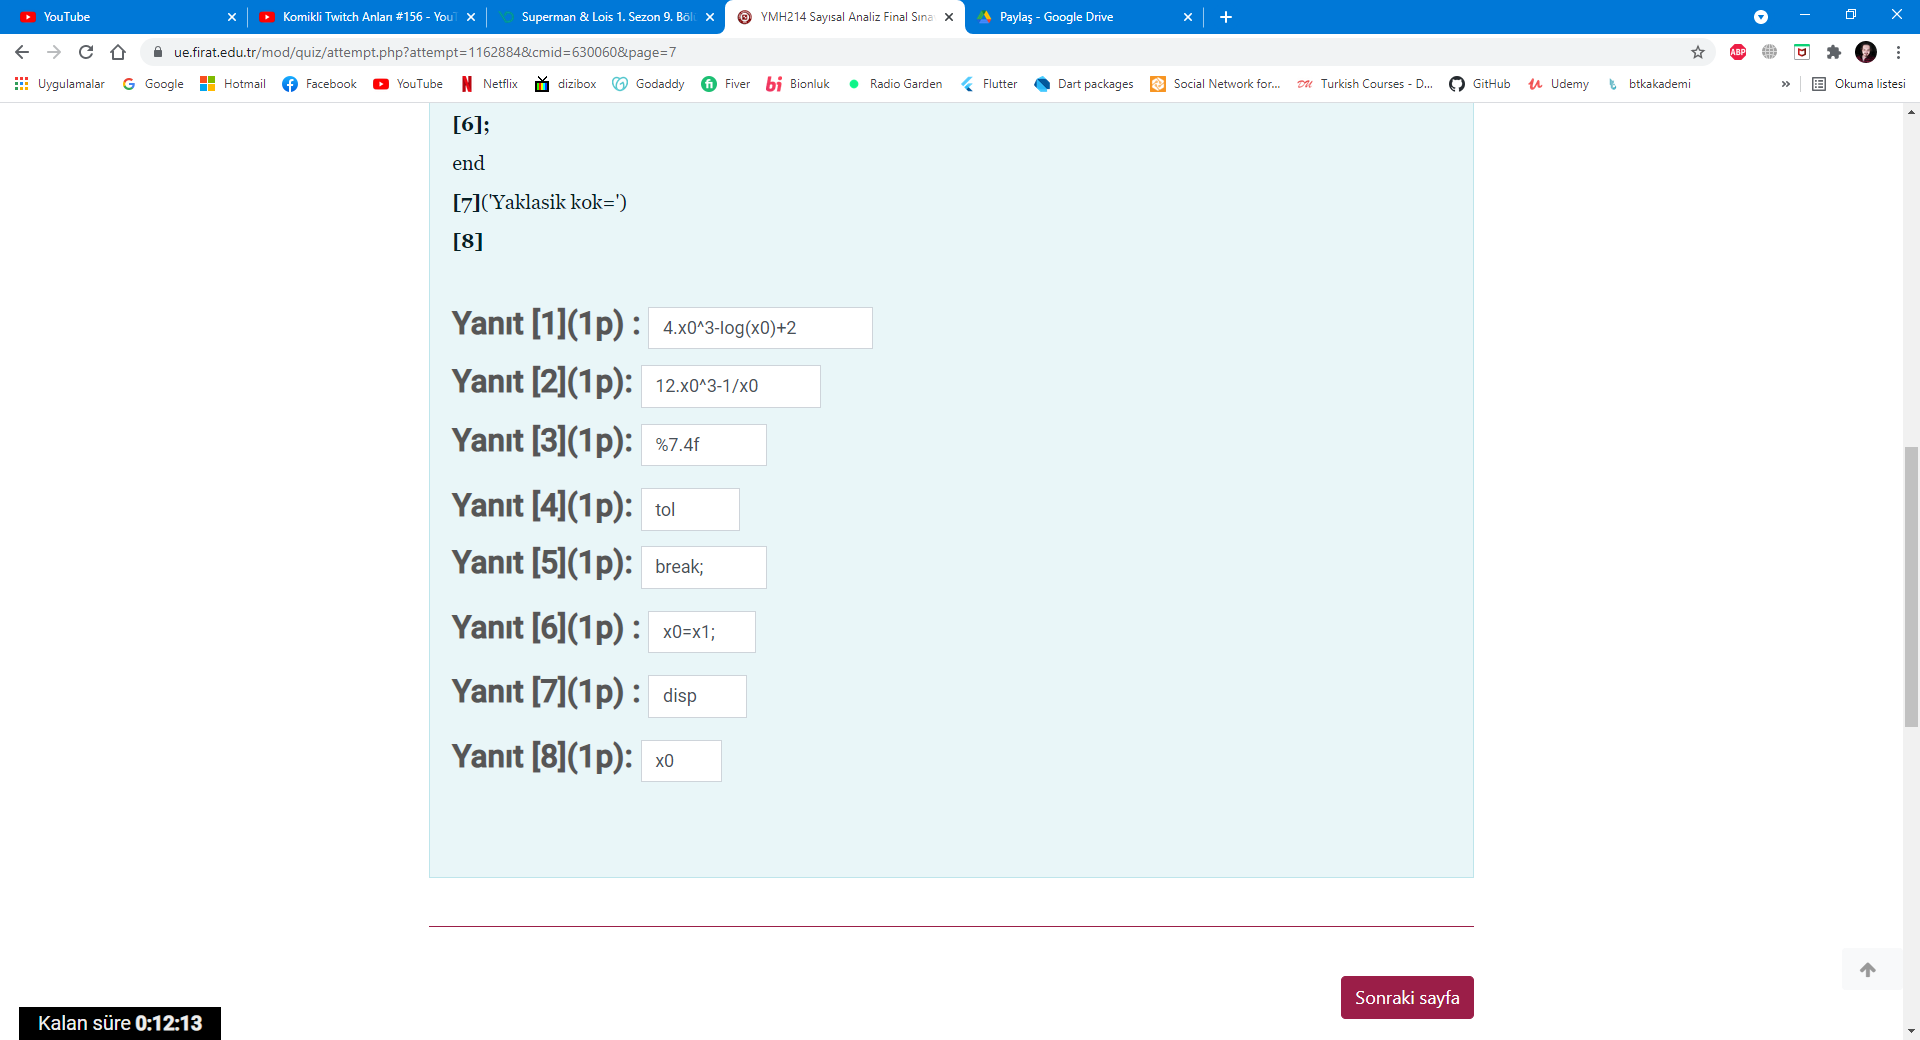 YouTube
Komikli Twitch Anları #156 - YouT
Superman & Lois 1. Sezon 9. Böl
YMH214 Sayısal Analiz Final Sına
Paylaş - Google Drive
ue.firat.edu.tr/mod/quiz/attempt.php?attempt=1162884&cmid=630060&page=7
ABP
Uygulamalar
Google
Hotmail
Facebook
YouTube
Netflix
dizibox
Godaddy
Fiver
Bionluk
Radio Garden
Flutter
Dart packages
Social Network for...
Turkish Courses - D...
GitHub
Udemy
btkakademi
»
Okuma listesi
[6];
end
[7]('Yaklasik kok=')
[8]
Yanıt [1](1p) : 4.x0^3-log(x0)+2
Yanıt [2](1p): 12.x0^3-1/x0
Yanıt [3](1p): %7.4f
Yanıt [4](1p): tol
Yanıt [5](1p): break;
Yanıt [6](1p) : x0=x1;
Yanıt [7](1p) : disp
Yanıt [8](1p): x0
Sonraki sayfa
Kalan süre 0:12:13